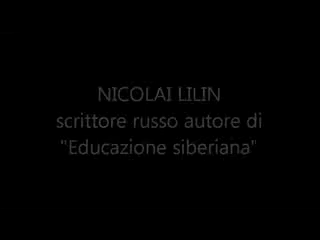 NICOLAI LILIN
scrittore russo autore di
"Educazione siberiana"